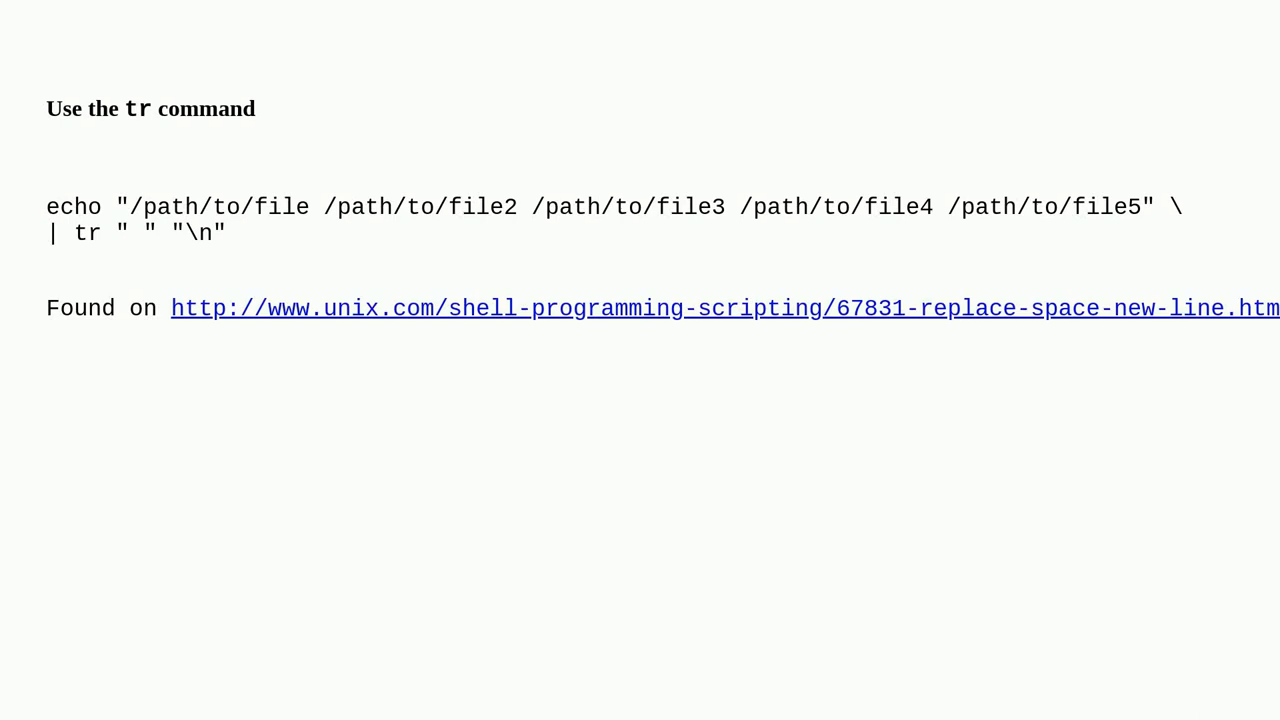 Use the tr command
echo "/path/to/file /path/to/file2 /path/to/file3 /path/to/file4 /path/to/file5" \
| tr " " "\n"
Found on http://www.unix.com/shell-programming-scripting/67831-replace-space-new-line.htm